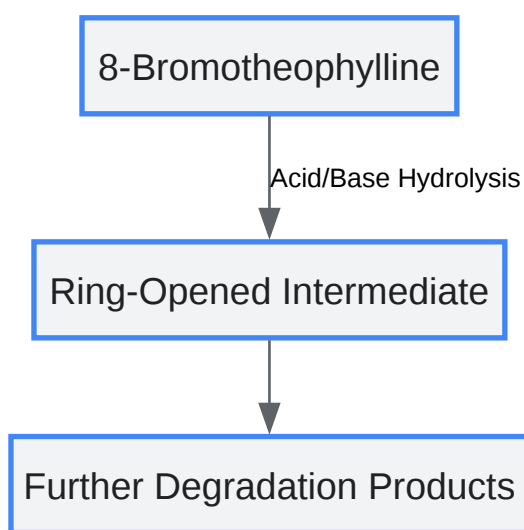 8-Bromotheophylline
Acid/Base Hydrolysis
Ring-Opened Intermediate
Further Degradation Products